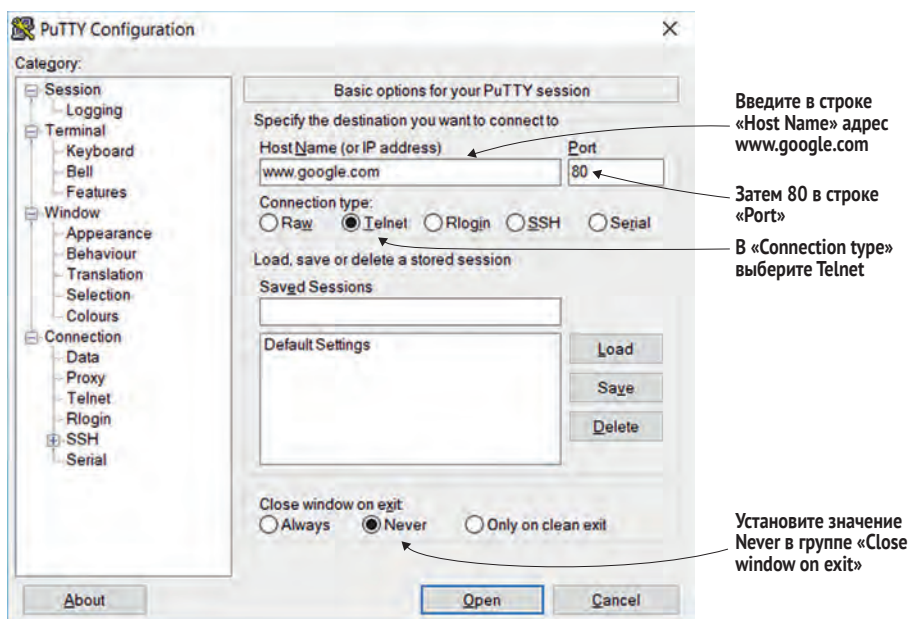 PuTTY Configuration
Category:
Session
Logging
Terminal
Keyboard
Bell
Features
Window
Appearance
Behaviour
Translation
Selection
Colours
Connection
Data
Proxy
Telnet
Rlogin
SSH
Serial
Basic options for your PuTTY session
Specify the destination you want to connect to
Host Name (or IP address) Port
www.google.com 80
Connection type:
Raw Telnet Rlogin SSH Serial
Load, save or delete a stored session
Saved Sessions
Default Settings
Load
Save
Delete
Close window on exit
Always Never Only on clean exit
About Open Cancel
Введите в строке
«Host Name» адрес
www.google.com
Затем 80 в строке
«Port»
В «Connection type»
выберите Telnet
Установите значение
Never в группе «Close
window on exit»